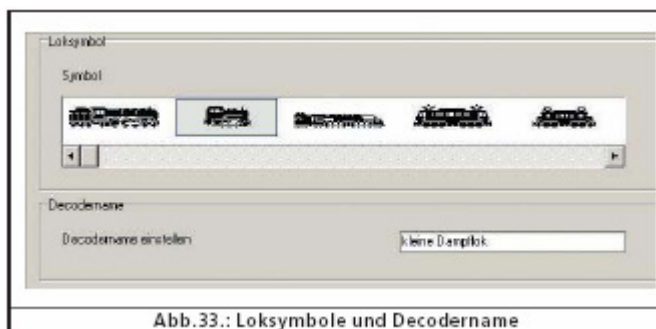 Loksymbol
Symbol
Decodername
Decodername einstellen kleine Dampflok
Abb.33.: Loksymbole und Decodername